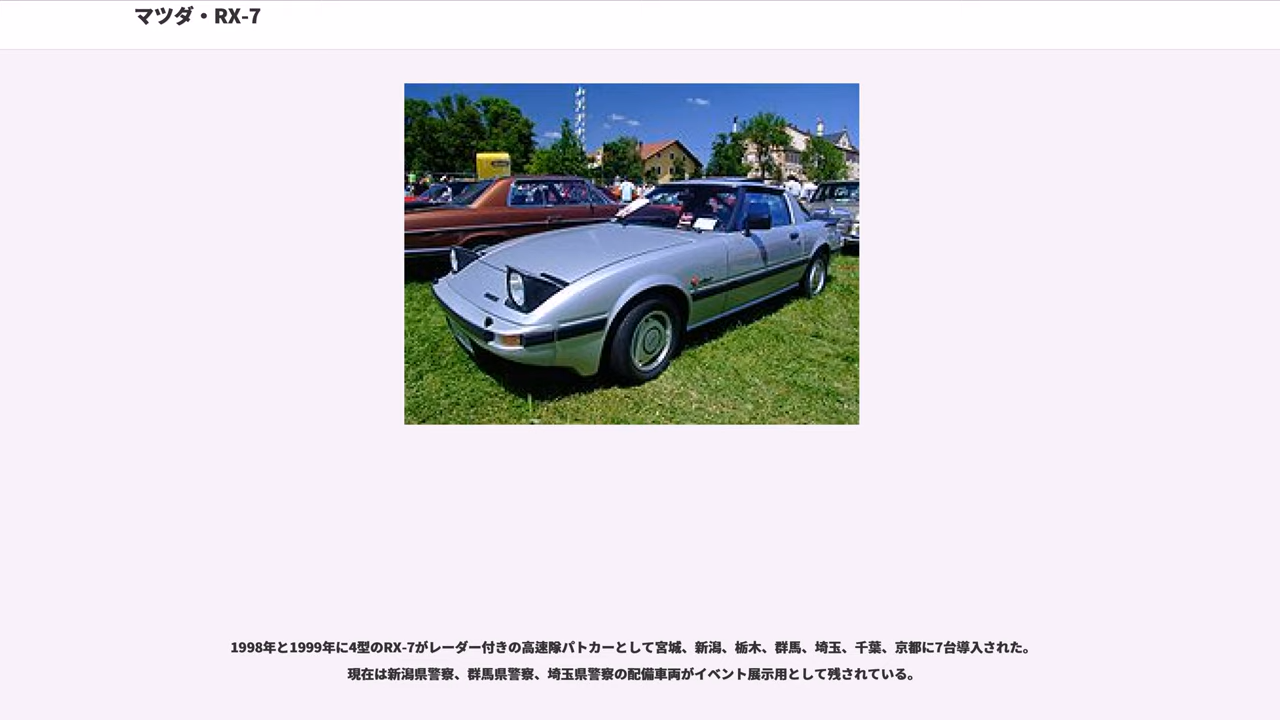 マツダ・RX-7
1998年と1999年に4型のRX-7がレーダー付きの高速隊パトカーとして宮城、新潟、栃木、群馬、埼玉、千葉、京都に7台導入された。
現在は新潟県警察、群馬県警察、埼玉県警察の配備車両がイベント展示用として残されている。